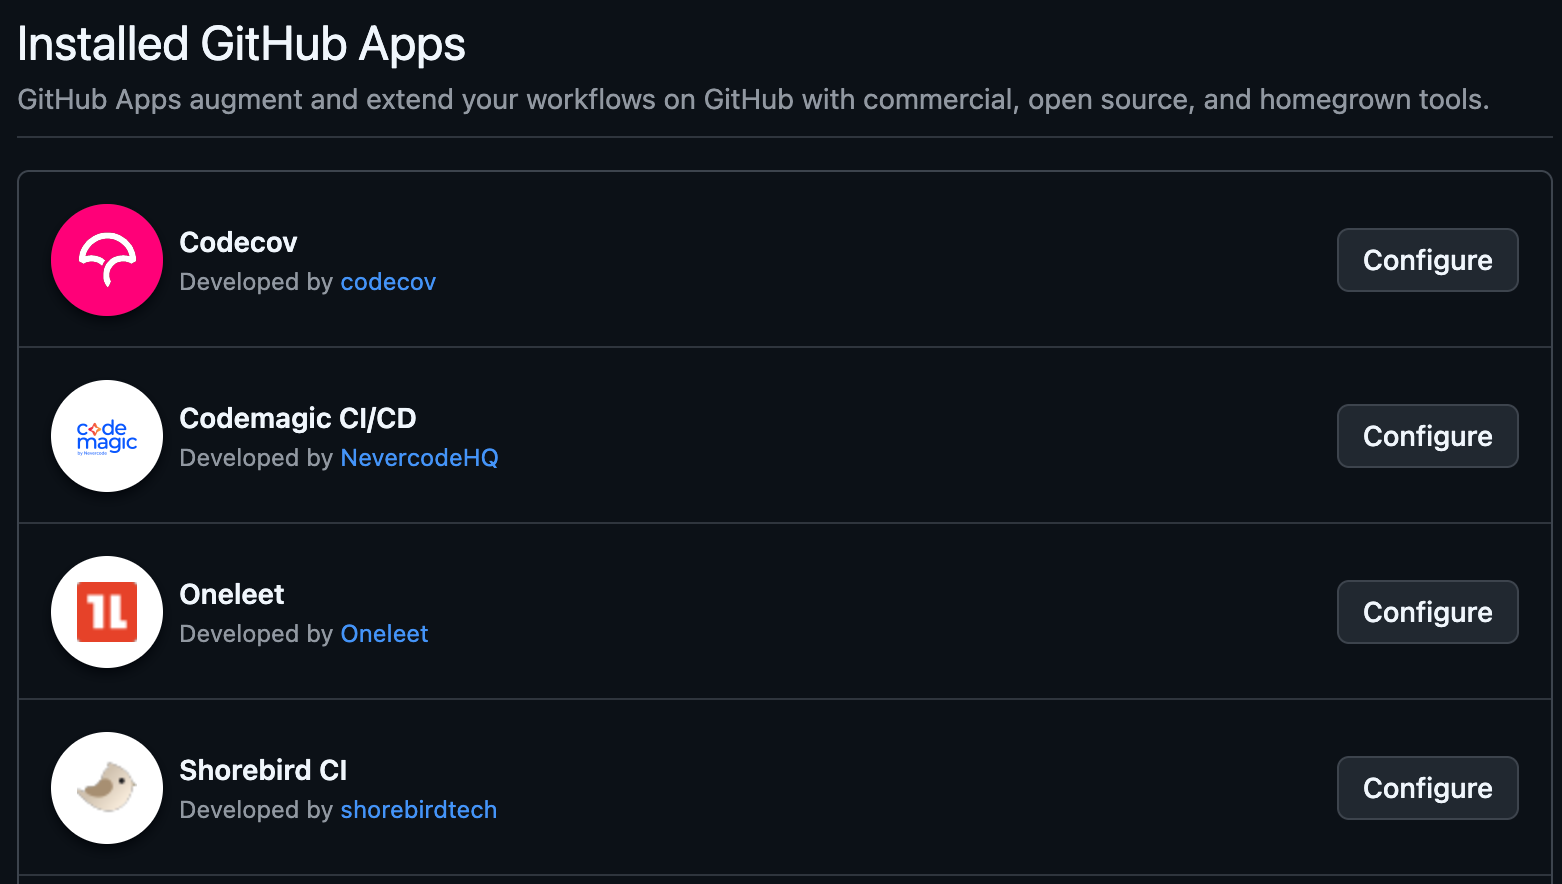 Installed GitHub Apps
GitHub Apps augment and extend your workflows on GitHub with commercial, open source, and homegrown tools.
Codecov
Developed by codecov
Configure
code
magic
by Nevercode
Codemagic CI/CD
Developed by NevercodeHQ
Configure
1L
Oneleet
Developed by Oneleet
Configure
Shorebird CI
Developed by shorebirdtech
Configure